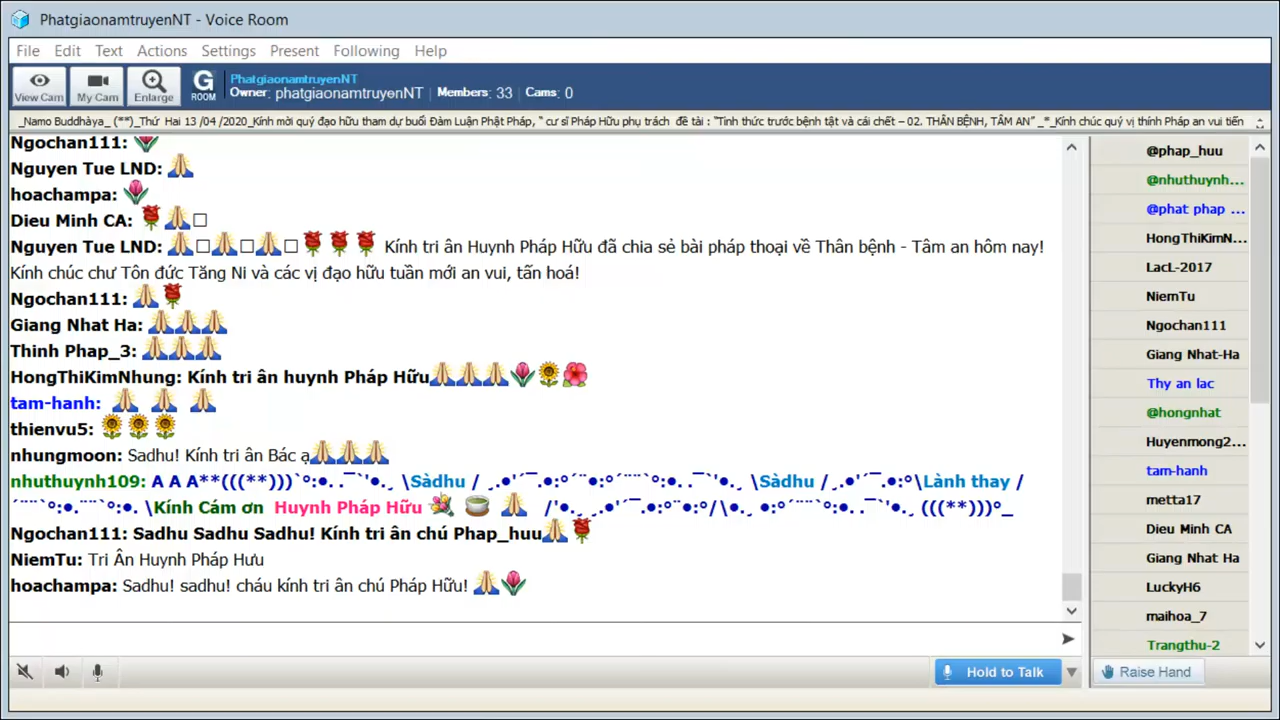 PhatgiaonamtruyenNT - Voice Room
File Edit Text Actions Settings Present Following Help
View Cam My Cam Enlarge G ROOM
PhatgiaonamtruyenNT
Owner: phatgiaonamtruyenNT | Members: 33 | Cams: 0
_Namo Buddhàya_ (**)_Thứ Hai 13 /04 /2020_Kính mời quý đạo hữu tham dự buổi Đàm Luận Phật Pháp, “ cư sĩ Pháp Hữu phụ trách đề tài : “Tỉnh thức trước bệnh tật và cái chết – 02. THÂN BỆNH, TÂM AN” _*_Kính chúc quý vị thính Pháp an vui tiến
Ngochan111: 🌷
Nguyen Tue LND: 🙏
hoachampa: 🌷
Dieu Minh CA: 🌹🙏□
Nguyen Tue LND: 🙏□🙏□🙏□🌹🌹🌹 Kính tri ân Huynh Pháp Hữu đã chia sẻ bài pháp thoại về Thân bệnh - Tâm an hôm nay!
Kính chúc chư Tôn đức Tăng Ni và các vị đạo hữu tuần mới an vui, tấn hoá!
Ngochan111: 🙏🌹
Giang Nhat Ha: 🙏🙏🙏
Thinh Phap_3: 🙏🙏🙏
HongThiKimNhung: Kính tri ân huynh Pháp Hữu🙏🙏🙏🌷🌻🌺
tam-hanh: 🙏 🙏 🙏
thienvu5: 🌻🌻🌻
nhungmoon: Sadhu! Kính tri ân Bác ạ🙏🙏🙏
nhuthuynh109: A A A**(((**)))`°:•. .¯`'•.¸ \Sàdhu / ¸.•'´¯.•:°´¨•:°´¨¨`°:•. .¯`'•.¸ \Sàdhu /¸.•'´¯.•:°\Lành thay /
´¨¨`°:•.¨¨`°:•. \Kính Cám ơn Huynh Pháp Hữu 💐 🍵 🙏 /'•.¸ ¸.•'´¯.•:°¨•:°/\•.¸ •:°´¨¨`°:•. .¯`'•.¸ (((**)))°_
Ngochan111: Sadhu Sadhu Sadhu! Kính tri ân chú Phap_huu🙏🌹
NiemTu: Tri Ân Huynh Pháp Hưu
hoachampa: Sadhu! sadhu! cháu kính tri ân chú Pháp Hữu! 🙏🌷
@phap_huu
@nhuthuynh...
@phat phap ...
HongThiKimN...
LacL-2017
NiemTu
Ngochan111
Giang Nhat-Ha
Thy an lac
@hongnhat
Huyenmong2...
tam-hanh
metta17
Dieu Minh CA
Giang Nhat Ha
LuckyH6
maihoa_7
Trangthu-2
Hold to Talk
Raise Hand